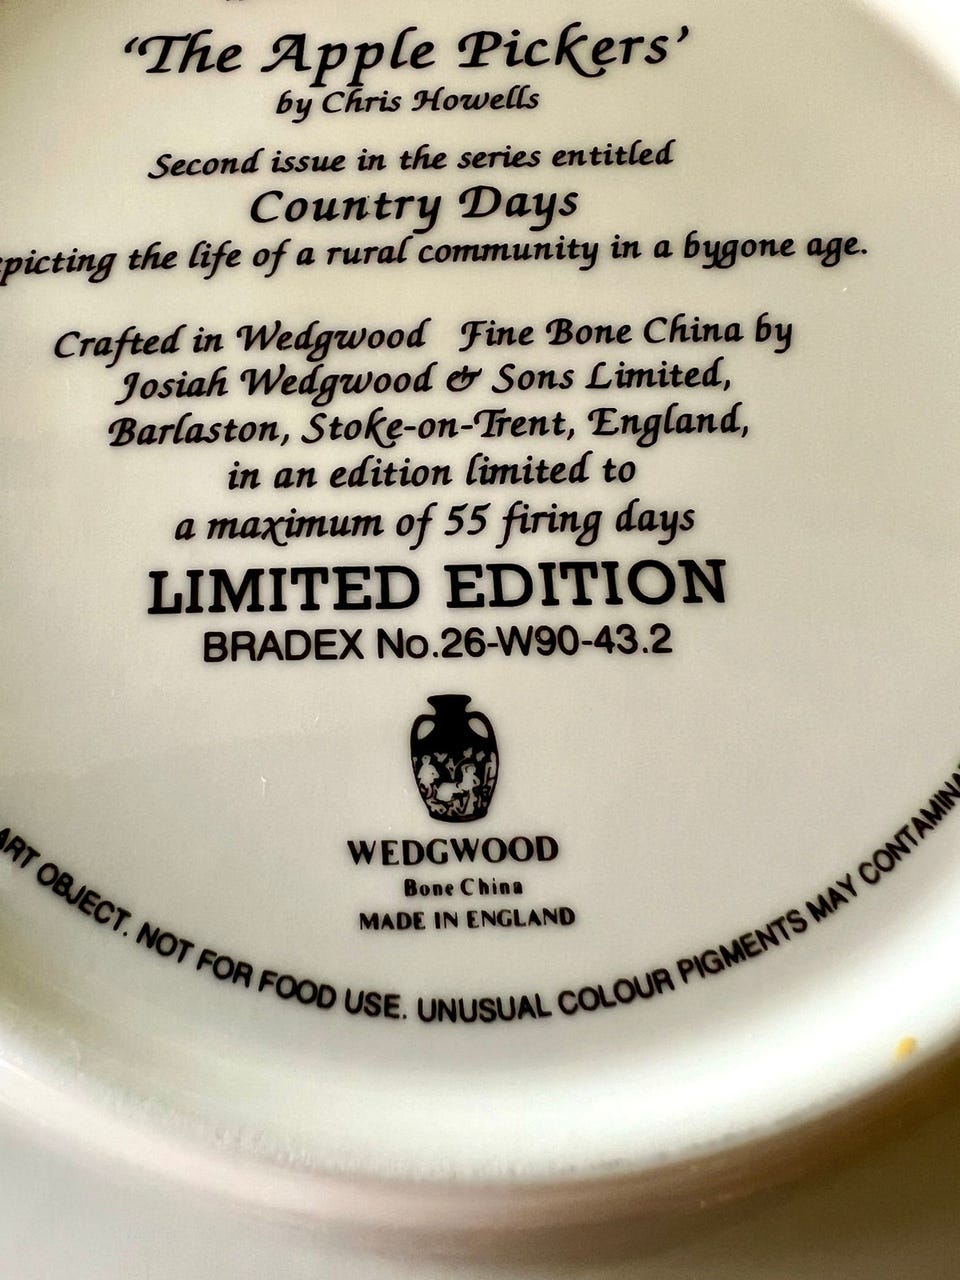 'The Apple Pickers'
by Chris Howells
Second issue in the series entitled
Country Days
the life of a rural community in a bygone age.
Crafted in Wedgwood Fine Bone China by
Josiah Wedgwood & Sons Limited,
Barlaston, Stoke-on-Trent, England,
in an edition limited to
a maximum of 55 firing days
LIMITED EDITION
BRADEX No.26-W90-43.2
WEDGWOOD
Bone China
MADE IN ENGLAND
ART OBJECT. NOT FOR FOOD USE. UNUSUAL COLOUR PIGMENTS MAY